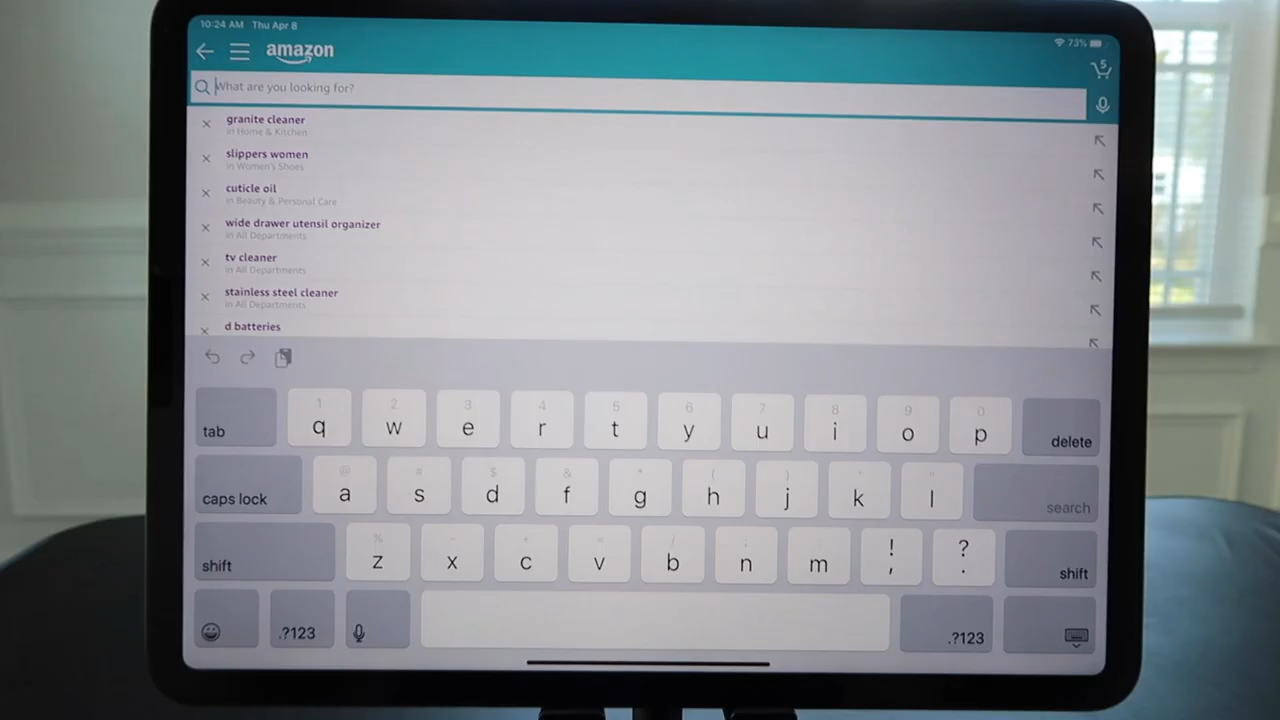 10:24 AM Thu Apr 8
73%
amazon
5
What are you looking for?
granite cleaner
in Home & Kitchen
slippers women
in Women's Shoes
cuticle oil
in Beauty & Personal Care
wide drawer utensil organizer
in All Departments
tv cleaner
in All Departments
stainless steel cleaner
in All Departments
d batteries
1 2 3 4 5 6 7 8 9 0
tab q w e r t y u i o p delete
@ # $ & * ( ) ' "
caps lock a s d f g h j k l search
% - + = / ; : ! ?
shift z x c v b n m , . shift
.?123 .?123